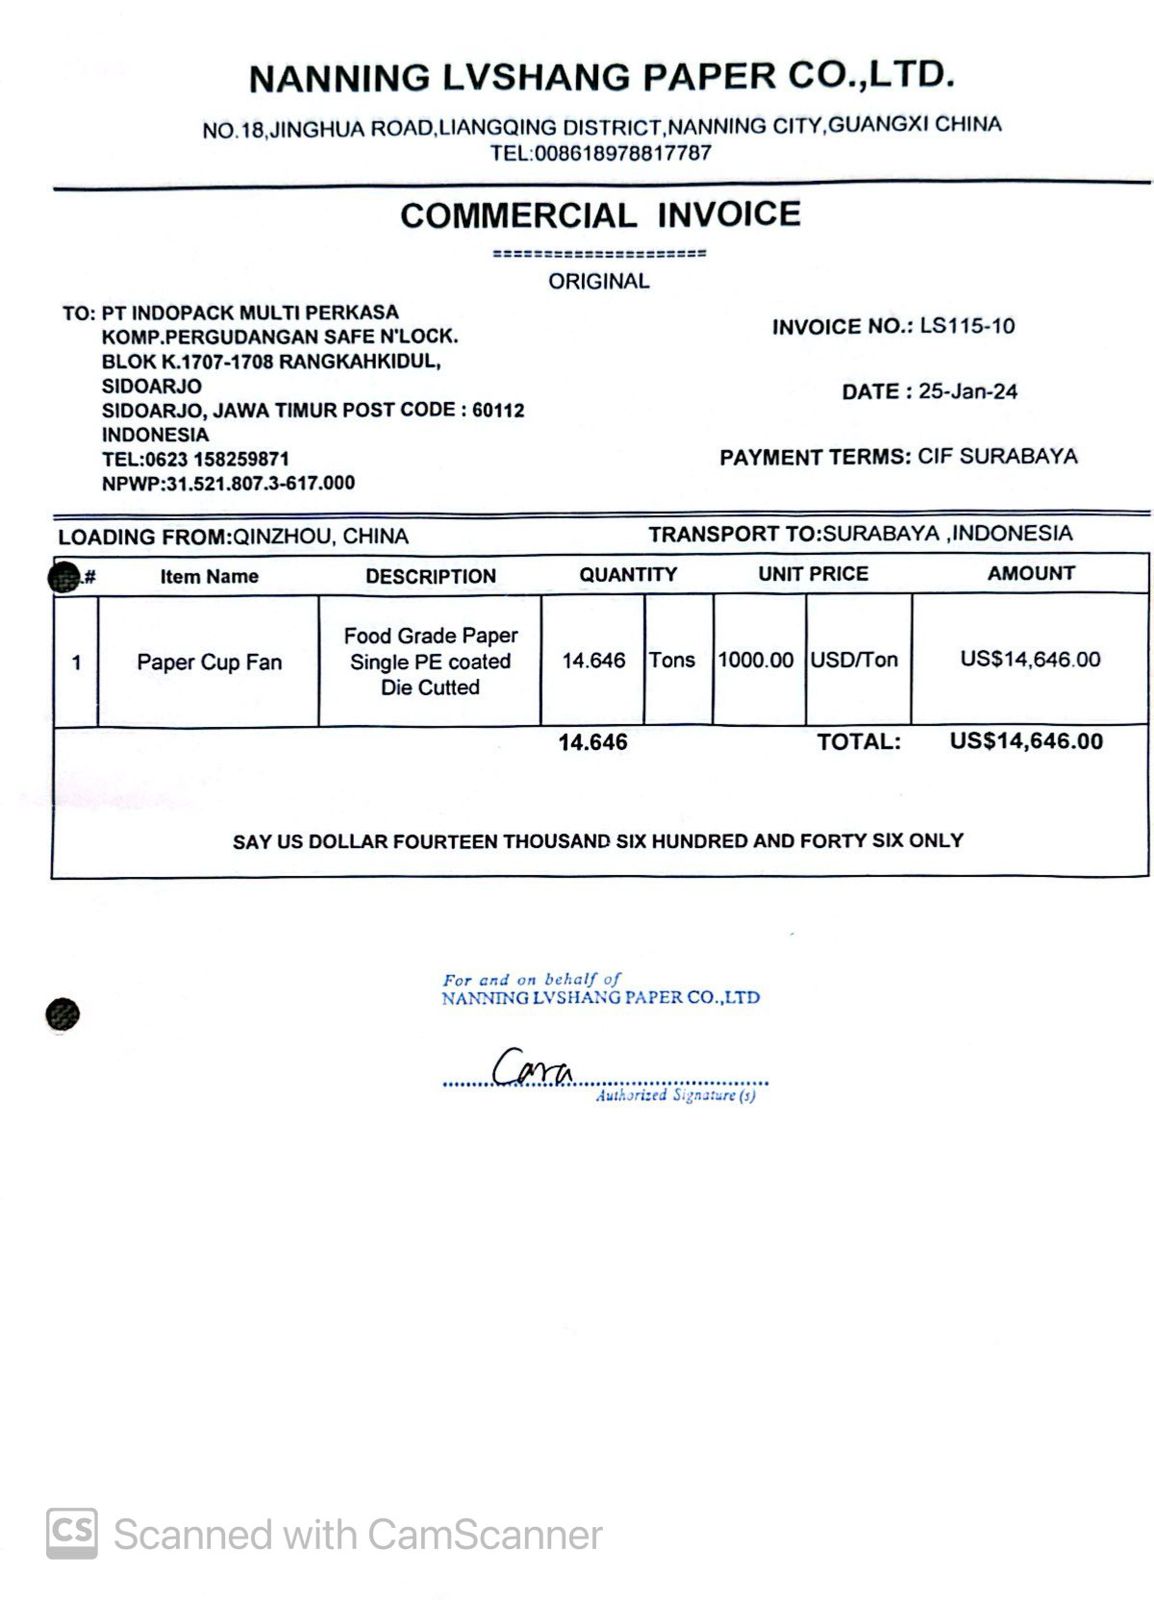 NANNING LVSHANG PAPER CO.,LTD.
NO.18,JINGHUA ROAD,LIANGQING DISTRICT,NANNING CITY,GUANGXI CHINA
TEL:008618978817787
COMMERCIAL INVOICE
=====================
ORIGINAL
TO: PT INDOPACK MULTI PERKASA
KOMP.PERGUDANGAN SAFE N'LOCK.
BLOK K.1707-1708 RANGKAHKIDUL,
SIDOARJO
SIDOARJO, JAWA TIMUR POST CODE : 60112
INDONESIA
TEL:0623 158259871
NPWP:31.521.807.3-617.000
INVOICE NO.: LS115-10
DATE : 25-Jan-24
PAYMENT TERMS: CIF SURABAYA
LOADING FROM:QINZHOU, CHINA TRANSPORT TO:SURABAYA ,INDONESIA
.# Item Name DESCRIPTION QUANTITY UNIT PRICE AMOUNT
1 Paper Cup Fan Food Grade Paper
Single PE coated
Die Cutted
14.646 Tons 1000.00 USD/Ton US$14,646.00
14.646 TOTAL: US$14,646.00
SAY US DOLLAR FOURTEEN THOUSAND SIX HUNDRED AND FORTY SIX ONLY
For and on behalf of
NANNING LVSHANG PAPER CO.,LTD
Cara
Authorized Signature (s)
CS Scanned with CamScanner